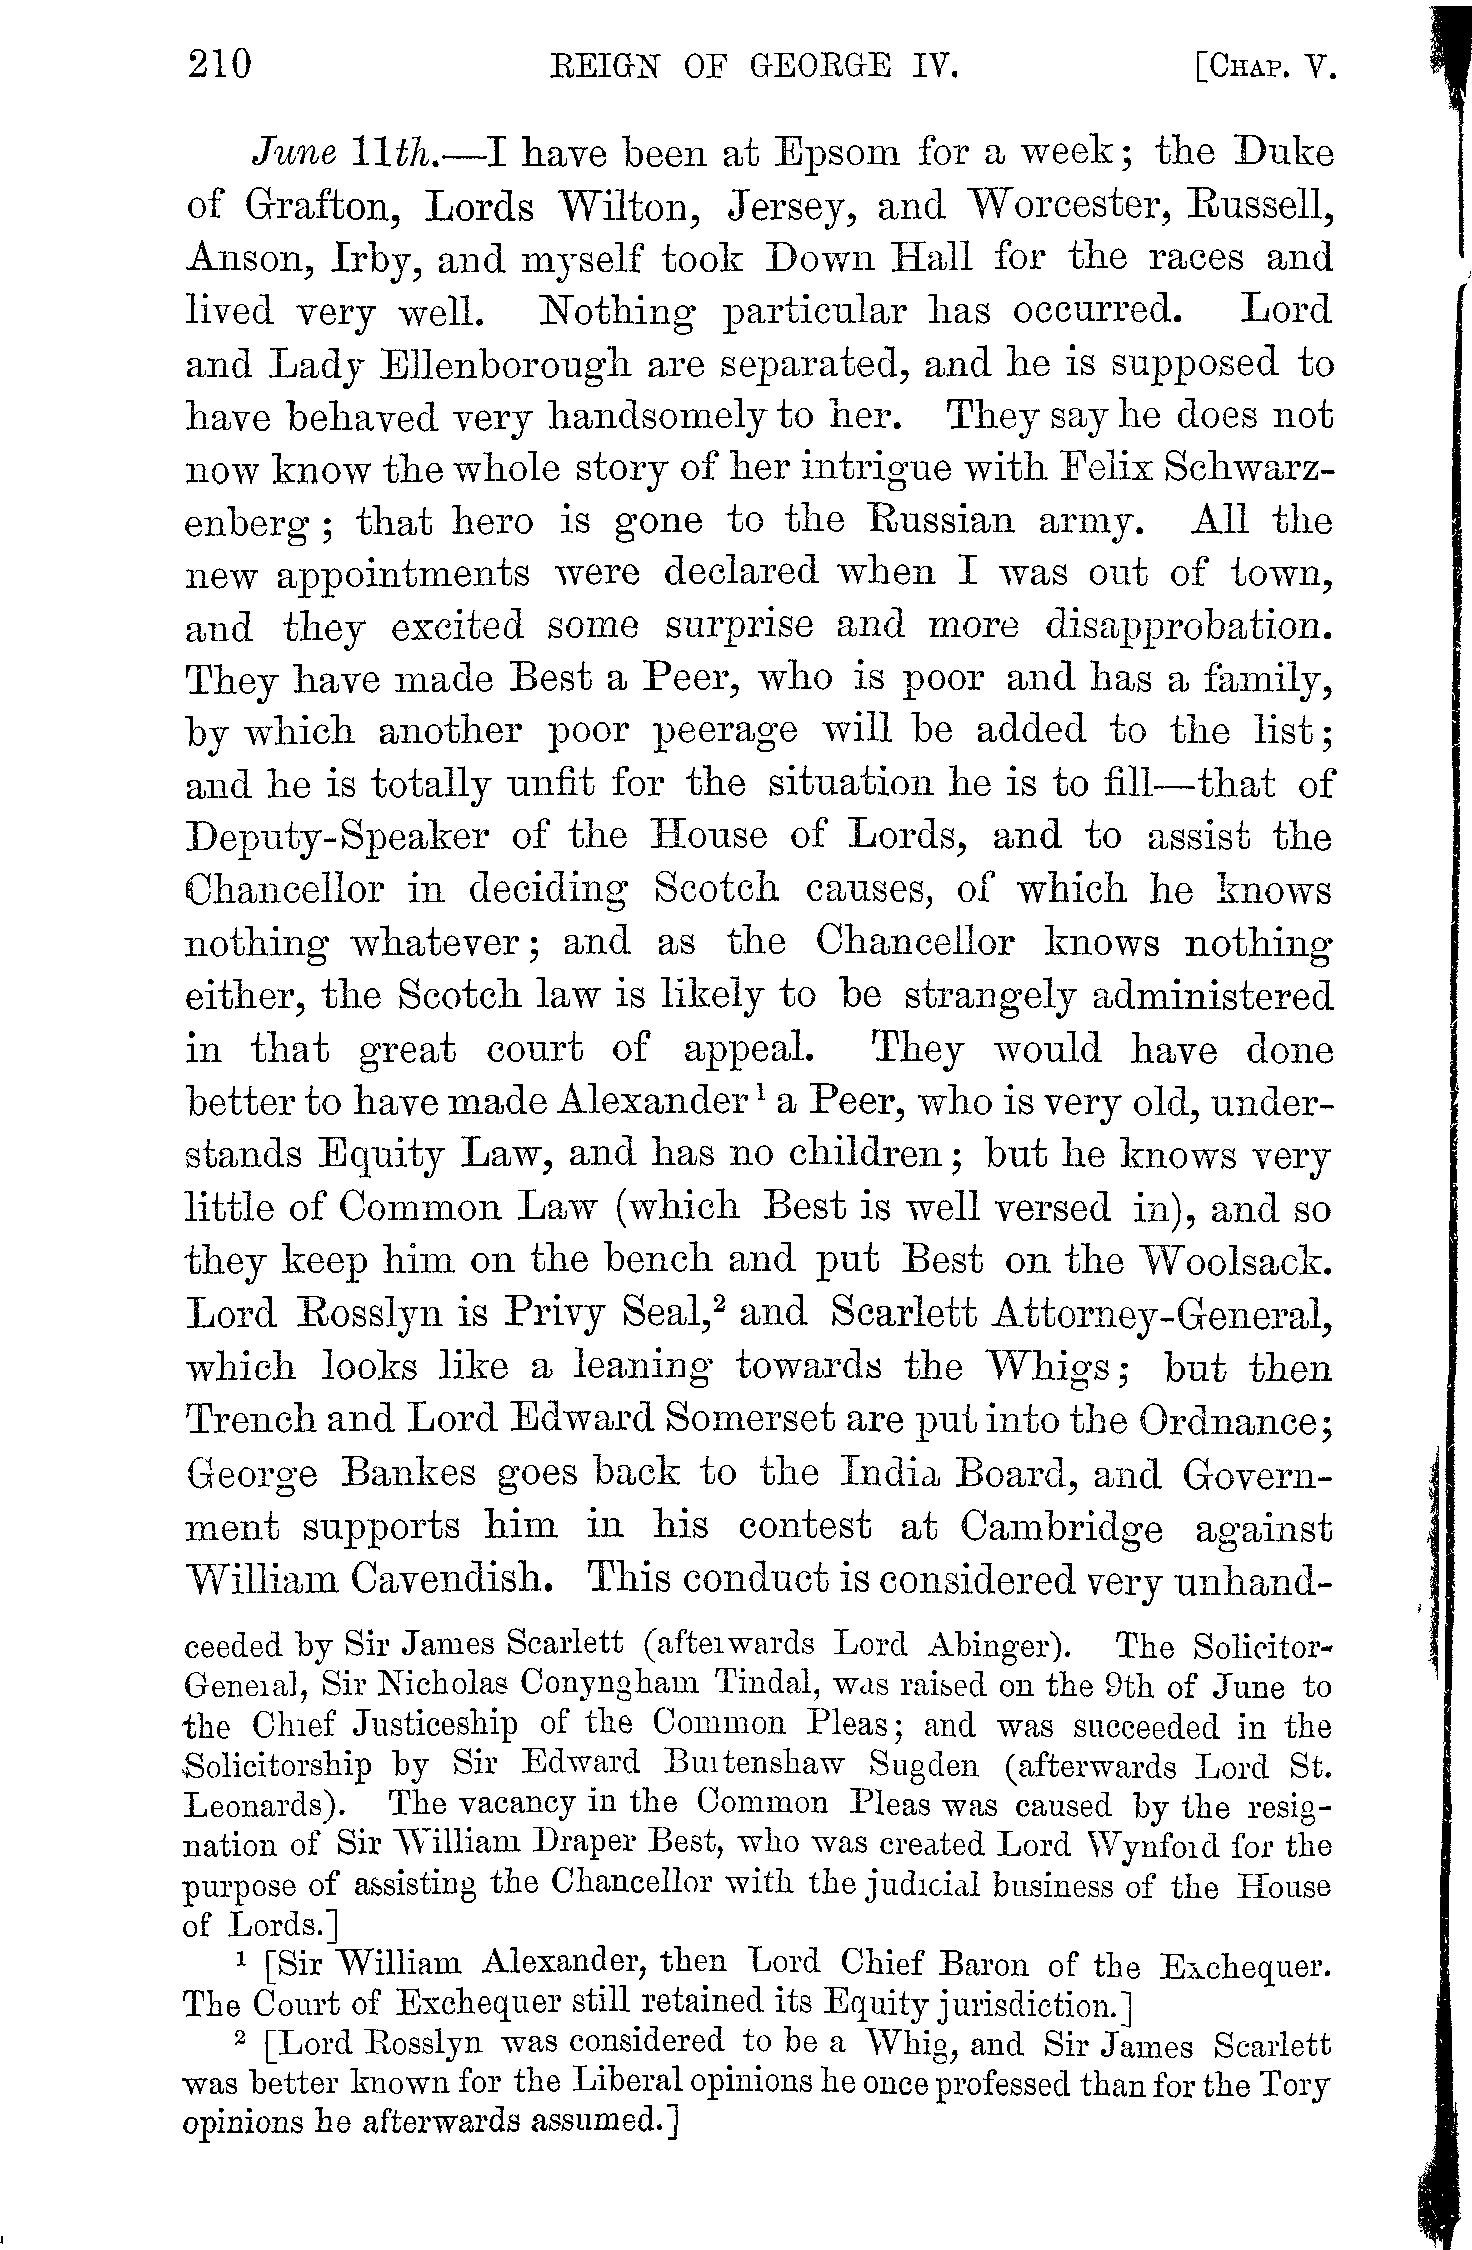 210 REIGN OF GEORGE IV. [CHAP. V.
June 11th.—I have been at Epsom for a week; the Duke
of Grafton, Lords Wilton, Jersey, and Worcester, Russell,
Anson, Irby, and myself took Down Hall for the races and
lived very well. Nothing particular has occurred. Lord
and Lady Ellenborough are separated, and he is supposed to
have behaved very handsomely to her. They say he does not
now know the whole story of her intrigue with Felix Schwarz-
enberg; that hero is gone to the Russian army. All the
new appointments were declared when I was out of town,
and they excited some surprise and more disapprobation.
They have made Best a Peer, who is poor and has a family,
by which another poor peerage will be added to the list;
and he is totally unfit for the situation he is to fill—that of
Deputy-Speaker of the House of Lords, and to assist the
Chancellor in deciding Scotch causes, of which he knows
nothing whatever; and as the Chancellor knows nothing
either, the Scotch law is likely to be strangely administered
in that great court of appeal. They would have done
better to have made Alexander¹ a Peer, who is very old, under-
stands Equity Law, and has no children; but he knows very
little of Common Law (which Best is well versed in), and so
they keep him on the bench and put Best on the Woolsack.
Lord Rosslyn is Privy Seal,² and Scarlett Attorney-General,
which looks like a leaning towards the Whigs; but then
Trench and Lord Edward Somerset are put into the Ordnance;
George Bankes goes back to the India Board, and Govern-
ment supports him in his contest at Cambridge against
William Cavendish. This conduct is considered very unhand-
ceeded by Sir James Scarlett (afterwards Lord Abinger). The Solicitor-
General, Sir Nicholas Conyngham Tindal, was raised on the 9th of June to
the Chief Justiceship of the Common Pleas; and was succeeded in the
Solicitorship by Sir Edward Burtenshaw Sugden (afterwards Lord St.
Leonards). The vacancy in the Common Pleas was caused by the resig-
nation of Sir William Draper Best, who was created Lord Wynford for the
purpose of assisting the Chancellor with the judicial business of the House
of Lords.]
¹ [Sir William Alexander, then Lord Chief Baron of the Exchequer.
The Court of Exchequer still retained its Equity jurisdiction.]
² [Lord Rosslyn was considered to be a Whig, and Sir James Scarlett
was better known for the Liberal opinions he once professed than for the Tory
opinions he afterwards assumed.]